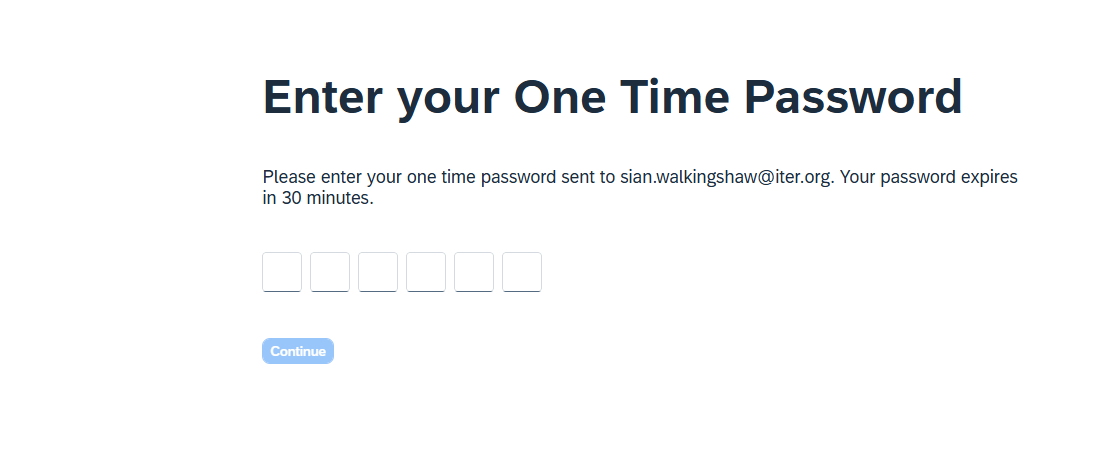 Enter your One Time Password
Please enter your one time password sent to sian.walkingshaw@iter.org. Your password expires
in 30 minutes.
Continue